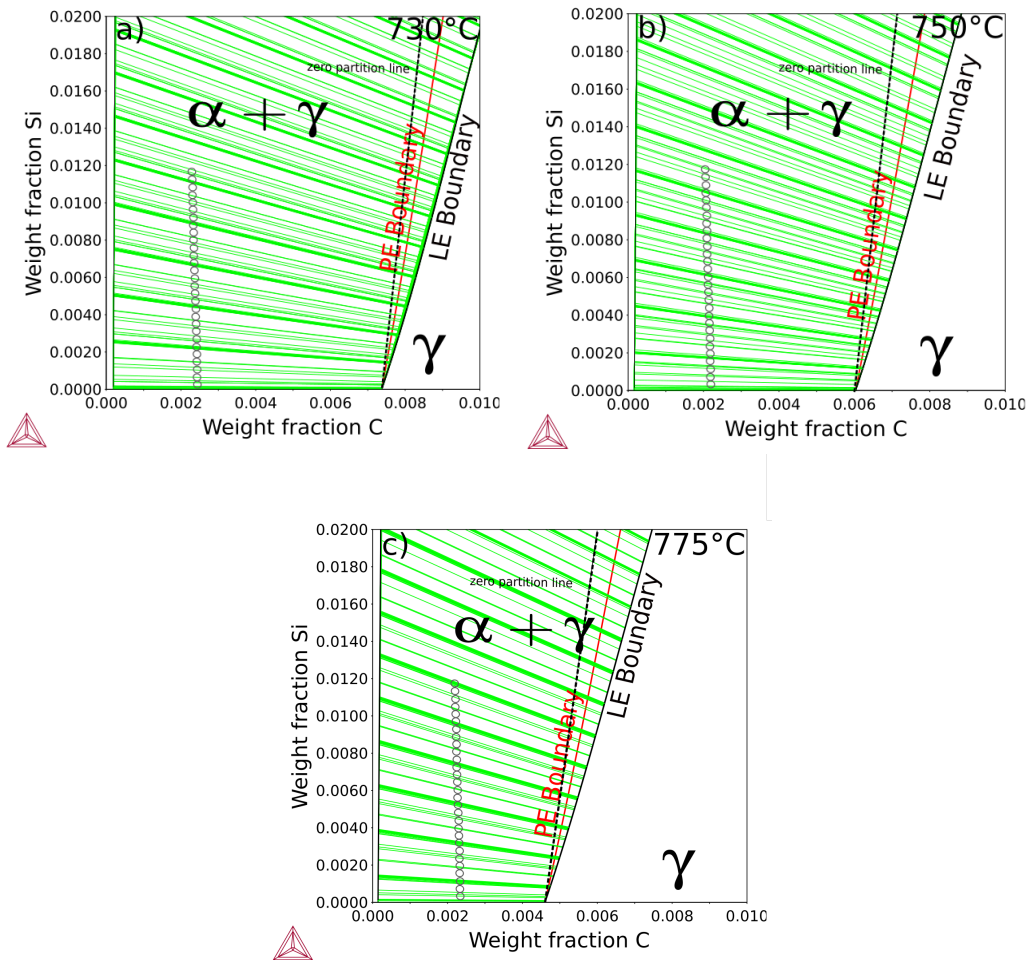 a)
730°C
zero partition line
α + γ
PE Boundary
LE Boundary
γ
Weight fraction Si
0.0200
0.0180
0.0160
0.0140
0.0120
0.0100
0.0080
0.0060
0.0040
0.0020
0.0000
0.000 0.002 0.004 0.006 0.008 0.010
Weight fraction C
b)
750°C
zero partition line
α + γ
PE Boundary
LE Boundary
γ
Weight fraction Si
0.0200
0.0180
0.0160
0.0140
0.0120
0.0100
0.0080
0.0060
0.0040
0.0020
0.0000
0.000 0.002 0.004 0.006 0.008 0.010
Weight fraction C
c)
775°C
zero partition line
α + γ
PE Boundary
LE Boundary
γ
Weight fraction Si
0.0200
0.0180
0.0160
0.0140
0.0120
0.0100
0.0080
0.0060
0.0040
0.0020
0.0000
0.000 0.002 0.004 0.006 0.008 0.010
Weight fraction C